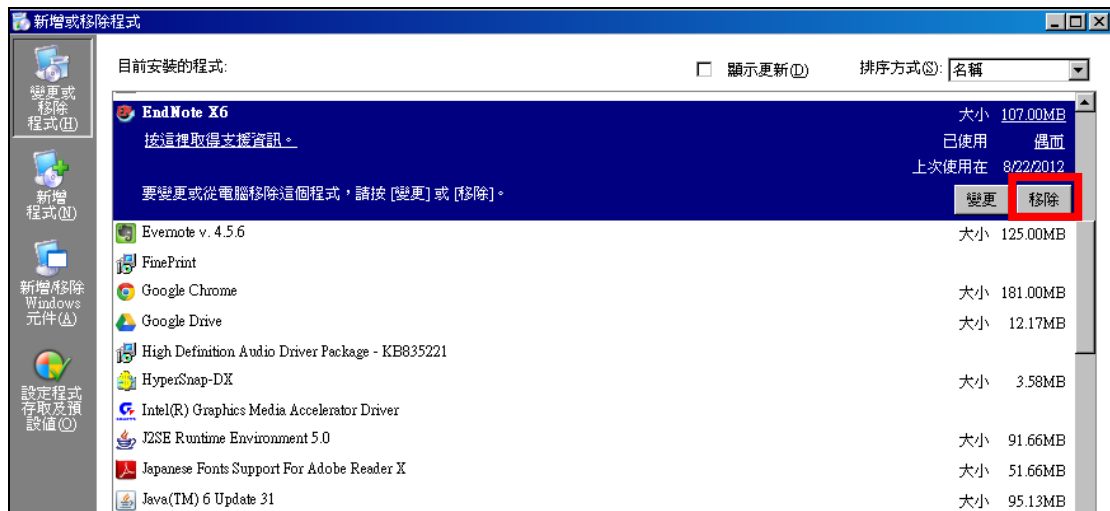 新增或移除程式
變更或
移除
程式(H)
新增
程式(N)
新增/移除
Windows
元件(A)
設定程式
存取及預
設值(O)
目前安裝的程式:
顯示更新(D)
排序方式(S): 名稱
EndNote X6 大小 107.00MB
按這裡取得支援資訊。 已使用 偶而
上次使用在 8/22/2012
要變更或從電腦移除這個程式，請按 [變更] 或 [移除]。 變更 移除
Evernote v. 4.5.6 大小 125.00MB
FinePrint
Google Chrome 大小 181.00MB
Google Drive 大小 12.17MB
High Definition Audio Driver Package - KB835221
HyperSnap-DX 大小 3.58MB
Intel(R) Graphics Media Accelerator Driver
J2SE Runtime Environment 5.0 大小 91.66MB
Japanese Fonts Support For Adobe Reader X 大小 51.66MB
Java(TM) 6 Update 31 大小 95.13MB